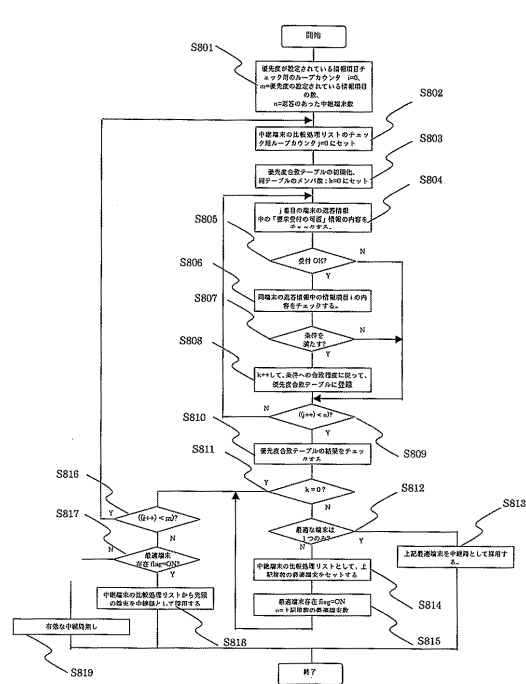 開始
S801
優先度が設定されている情報項目チ
ェック用のループカウンタ i=0、
m=優先度の設定されている情報項目
の数、
n=返答のあった中継端末数
S802
中継端末の比較処理リストのチェッ
ク用ループカウンタ j=0 にセット
S803
優先度合致テーブルの初期化、
同テーブルのメンバ数：k=0 にセット
S804
j 番目の端末の返答情報
中の「要求受付の可否」情報の内容を
チェックする。
S805
受付 OK?
N
Y
S806
同端末の返答情報中の情報項目 i の内
容をチェックする。
S807
条件を
満たす?
N
Y
S808
k++して、条件への合致程度に従って、
優先度合致テーブルに登録
N
((j++) < n)?
Y
S809
S810
優先度合致テーブルの結果をチェッ
クする
S811
Y
k = 0 ?
N
S812
最適な端末は
1 つのみ?
Y
N
S813
上記最適端末を中継局として採用す
る。
S814
中継端末の比較処理リストとして、上
記複数の最適端末をセットする
S815
最適端末存在 flag=ON
n=上記複数の最適端末数
S816
Y
((i++) < m)?
N
S817
N
最適端末
存在 flag=ON?
Y
S818
中継端末の比較処理リストから先頭
の端末を中継局として採用する
有効な中継局無し
S819
終了